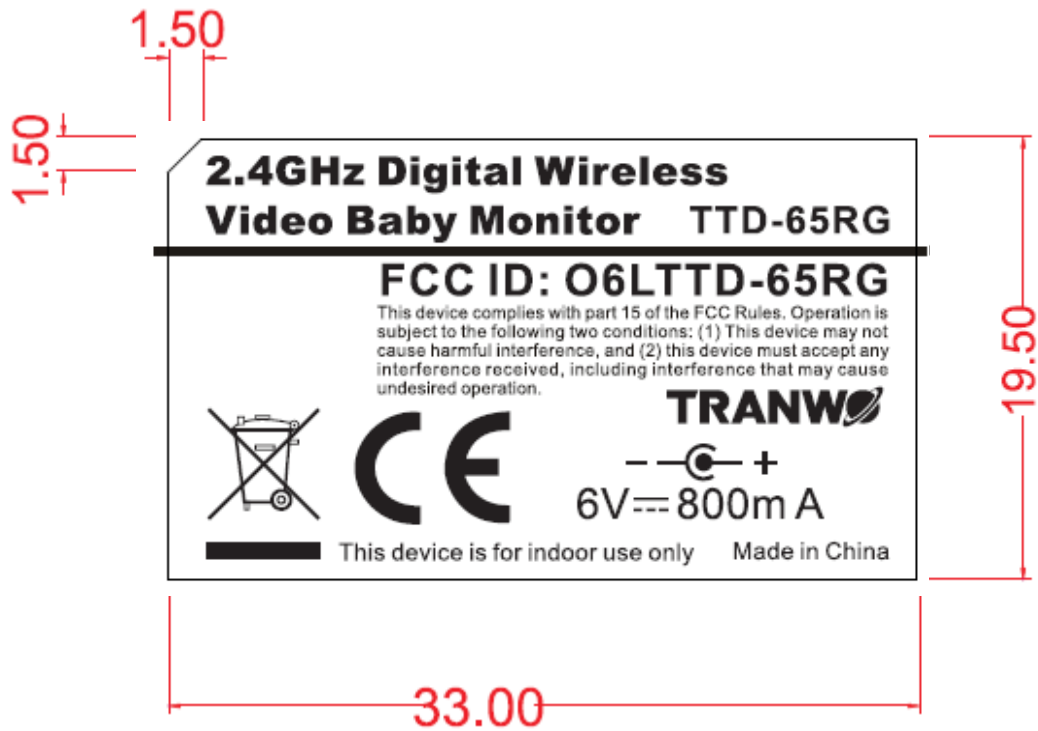 1.50
1.50
2.4GHz Digital Wireless
Video Baby Monitor TTD-65RG
FCC ID: O6LTTD-65RG
This device complies with part 15 of the FCC Rules. Operation is
subject to the following two conditions: (1) This device may not
cause harmful interference, and (2) this device must accept any
interference received, including interference that may cause
undesired operation.
TRANWO
CE
- +
6V⎓800mA
This device is for indoor use only Made in China
19.50
33.00